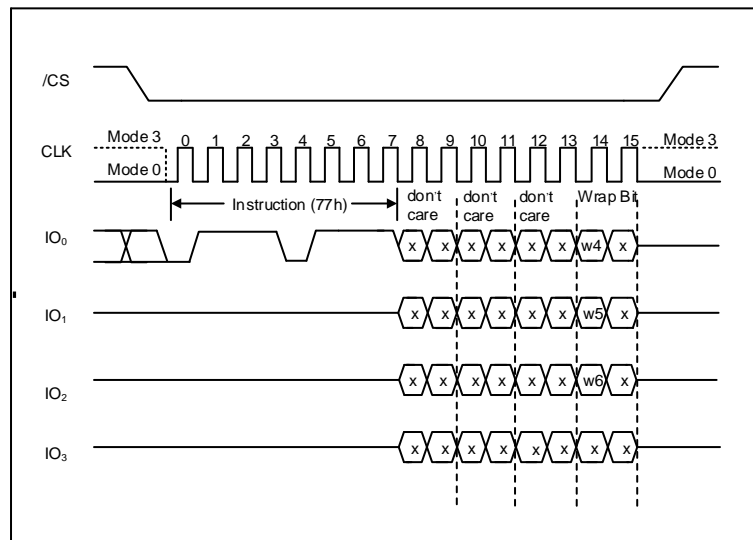 /CS
Mode 3 0 1 2 3 4 5 6 7 8 9 10 11 12 13 14 15 Mode 3
CLK
Mode 0 Mode 0
Instruction (77h) don't care don't care don't care Wrap Bit
IO0 x x x x x x w4 x
IO1 x x x x x x w5 x
IO2 x x x x x x w6 x
IO3 x x x x x x x x